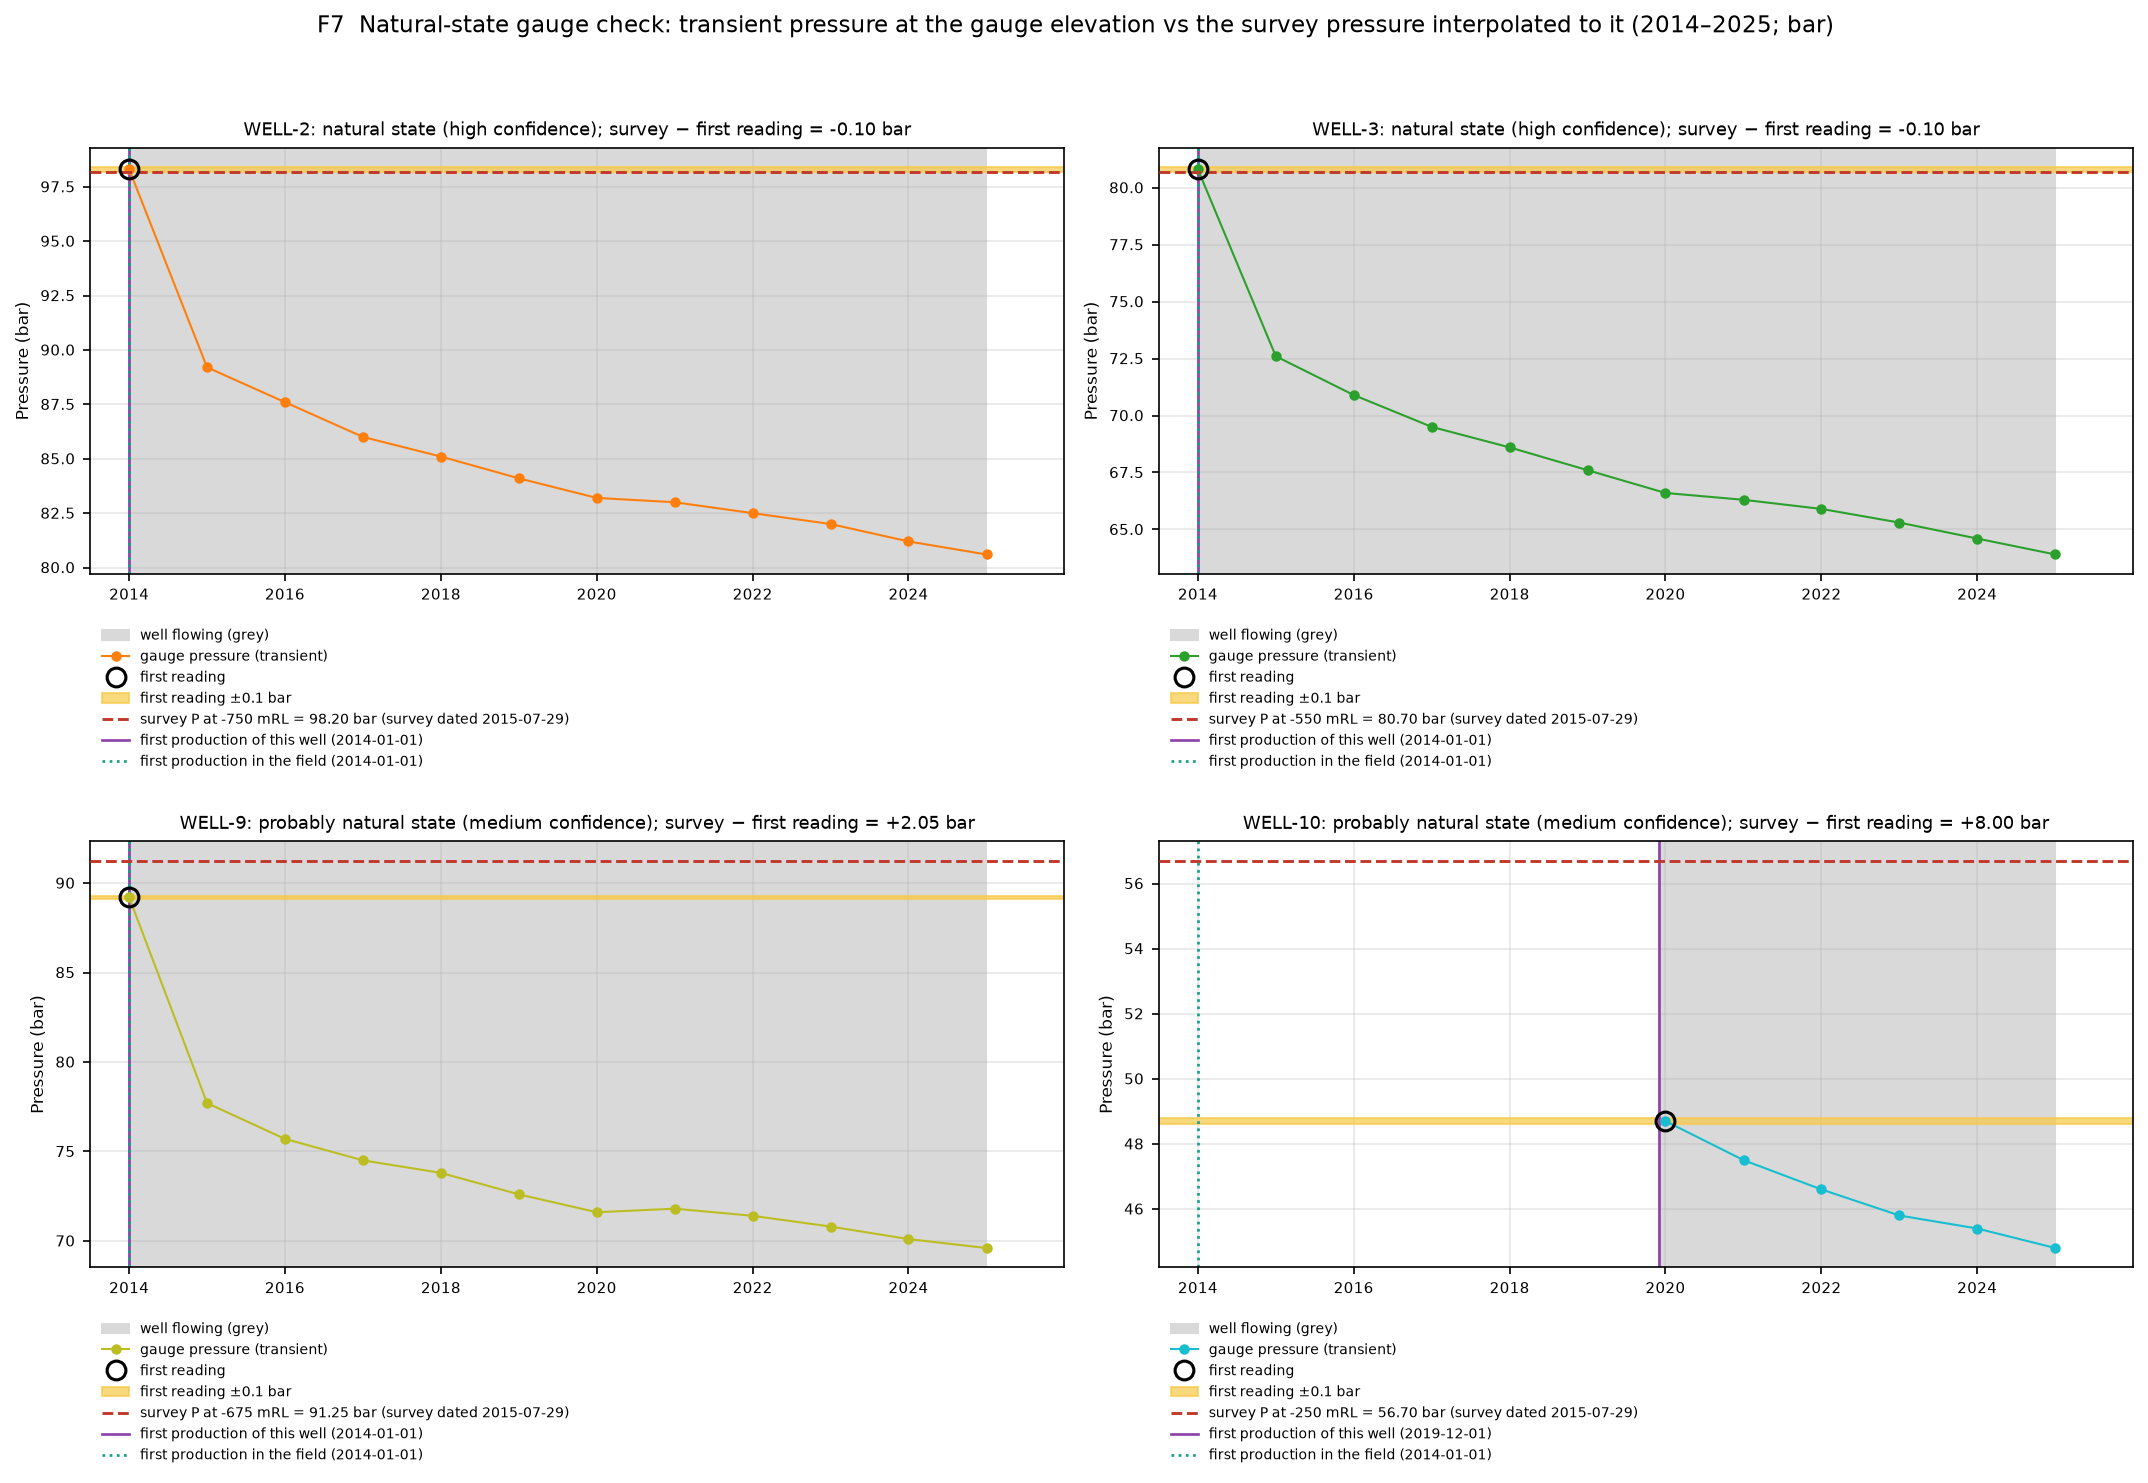 F7  Natural-state gauge check: transient pressure at the gauge elevation vs the survey pressure interpolated to it (2014–2025; bar)
WELL-2: natural state (high confidence); survey − first reading = -0.10 bar
Pressure (bar)
97.5
95.0
92.5
90.0
87.5
85.0
82.5
80.0
2014 2016 2018 2020 2022 2024
well flowing (grey)
gauge pressure (transient)
first reading
first reading ±0.1 bar
survey P at -750 mRL = 98.20 bar (survey dated 2015-07-29)
first production of this well (2014-01-01)
first production in the field (2014-01-01)
WELL-3: natural state (high confidence); survey − first reading = -0.10 bar
Pressure (bar)
80.0
77.5
75.0
72.5
70.0
67.5
65.0
2014 2016 2018 2020 2022 2024
well flowing (grey)
gauge pressure (transient)
first reading
first reading ±0.1 bar
survey P at -550 mRL = 80.70 bar (survey dated 2015-07-29)
first production of this well (2014-01-01)
first production in the field (2014-01-01)
WELL-9: probably natural state (medium confidence); survey − first reading = +2.05 bar
Pressure (bar)
90
85
80
75
70
2014 2016 2018 2020 2022 2024
well flowing (grey)
gauge pressure (transient)
first reading
first reading ±0.1 bar
survey P at -675 mRL = 91.25 bar (survey dated 2015-07-29)
first production of this well (2014-01-01)
first production in the field (2014-01-01)
WELL-10: probably natural state (medium confidence); survey − first reading = +8.00 bar
Pressure (bar)
56
54
52
50
48
46
2014 2016 2018 2020 2022 2024
well flowing (grey)
gauge pressure (transient)
first reading
first reading ±0.1 bar
survey P at -250 mRL = 56.70 bar (survey dated 2015-07-29)
first production of this well (2019-12-01)
first production in the field (2014-01-01)